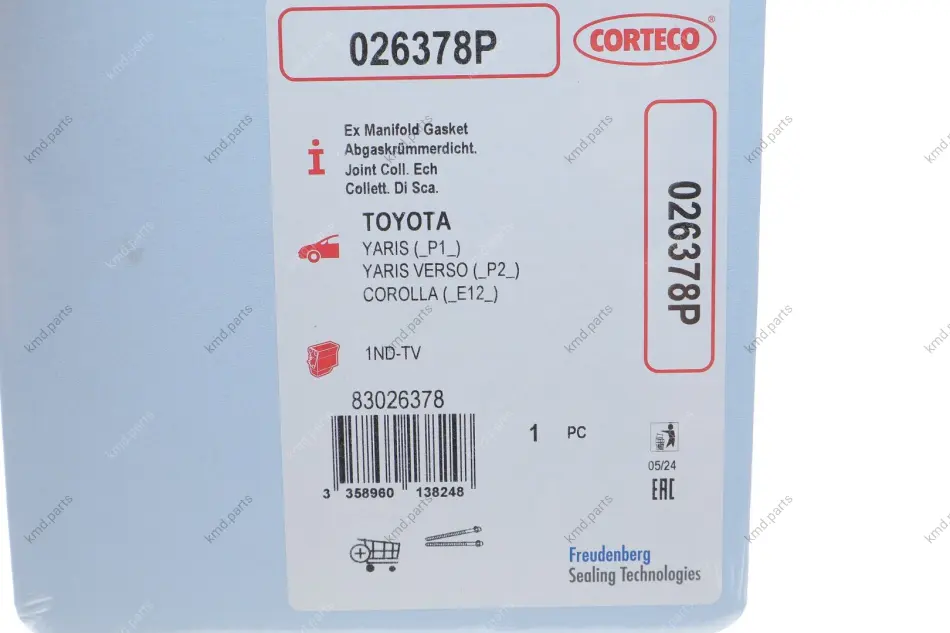 026378P
CORTECO®
Ex Manifold Gasket
Abgaskrümmerdicht.
Joint Coll. Ech
Collett. Di Sca.
TOYOTA
YARIS (_P1_)
YARIS VERSO (_P2_)
COROLLA (_E12_)
026378P
1ND-TV
83026378
3 358960 138248
1 PC
05/24
EAC
Freudenberg
Sealing Technologies
kmd.parts